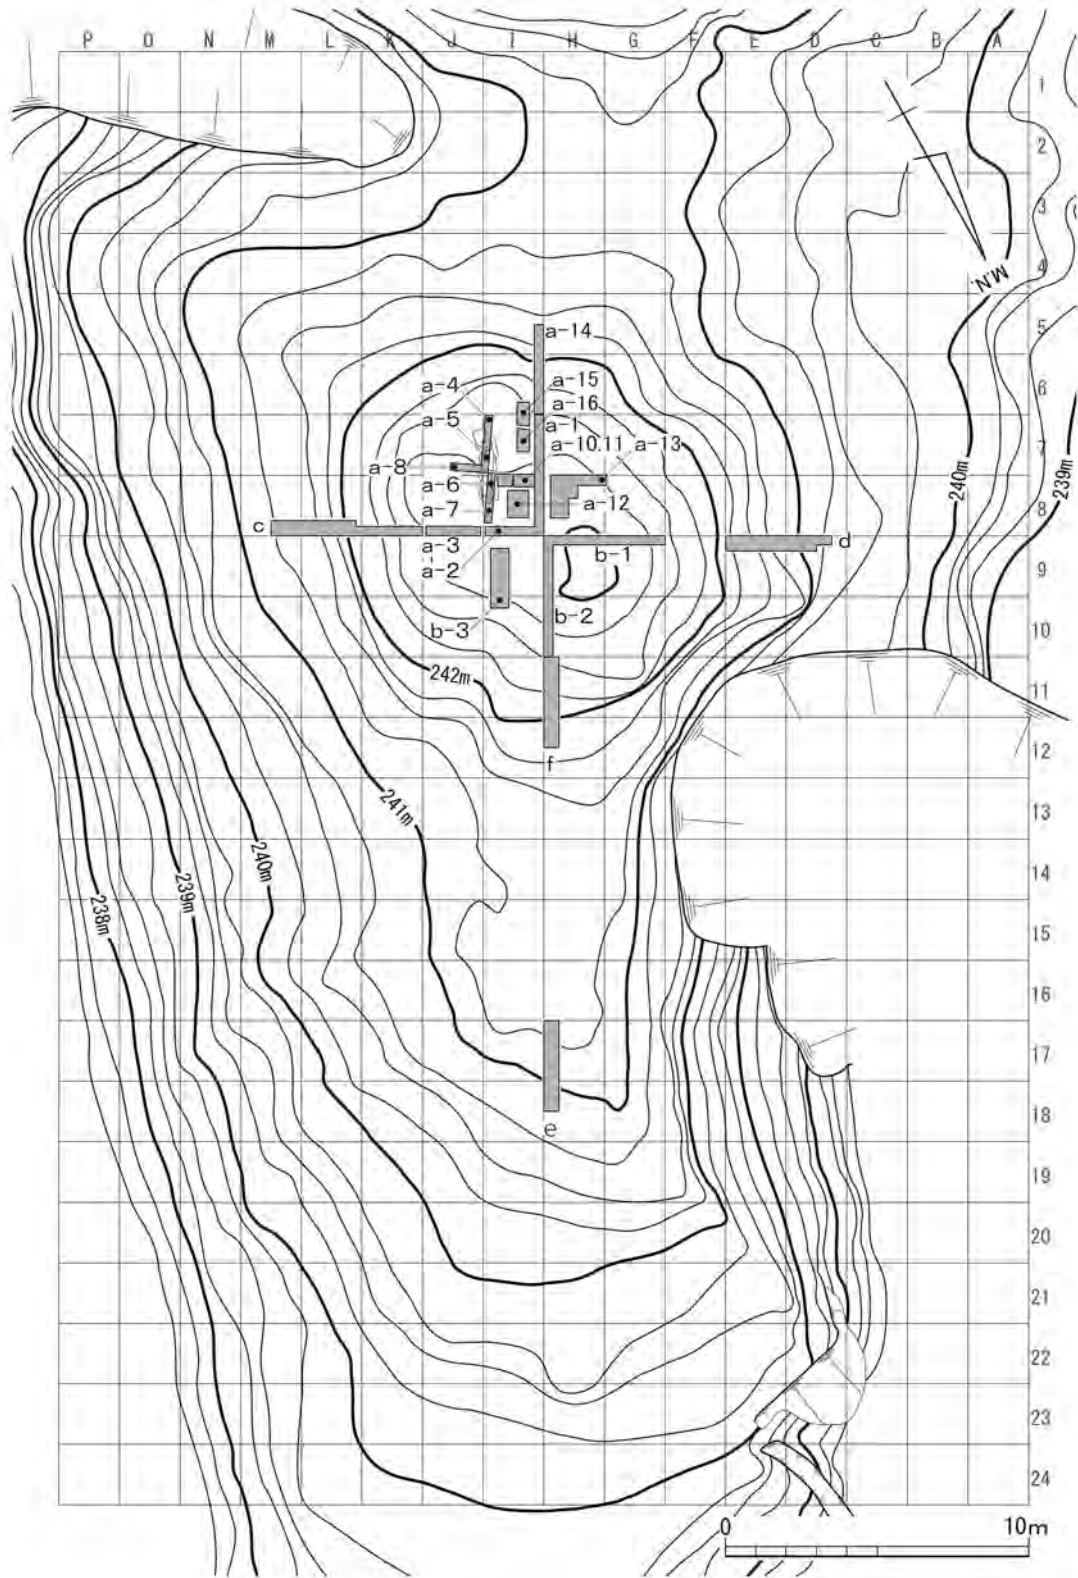 P O N M L K J I H G F E D C B A
1
2
3
4
M.N.
5
a-14
6
a-4
a-15
a-5
a-16
a-1
7
a-10.11
a-13
a-8
240m
239m
a-6
a-7
a-12
8
c
a-3
d
b-1
a-2
9
b-3
b-2
10
242m
11
f
12
241m
13
240m
14
239m
238m
15
16
17
18
e
19
20
21
22
23
24
0 10m